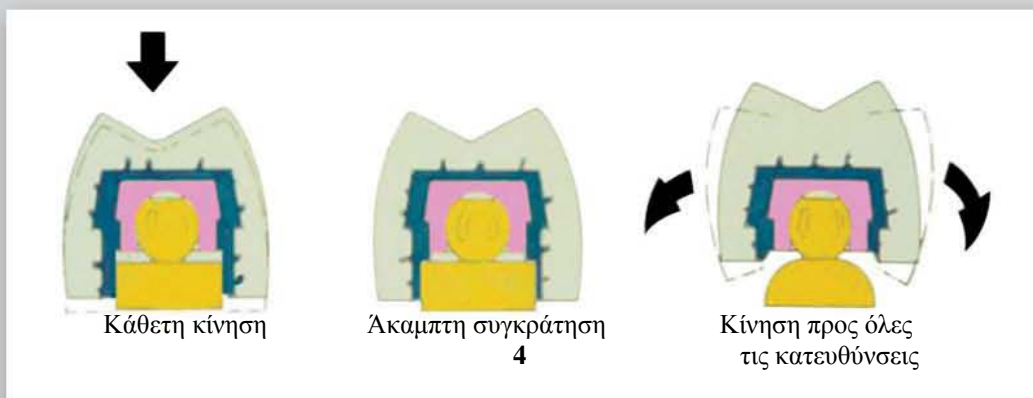 Κάθετη κίνηση
Άκαμπτη συγκράτηση
4
Κίνηση προς όλες
τις κατευθύνσεις